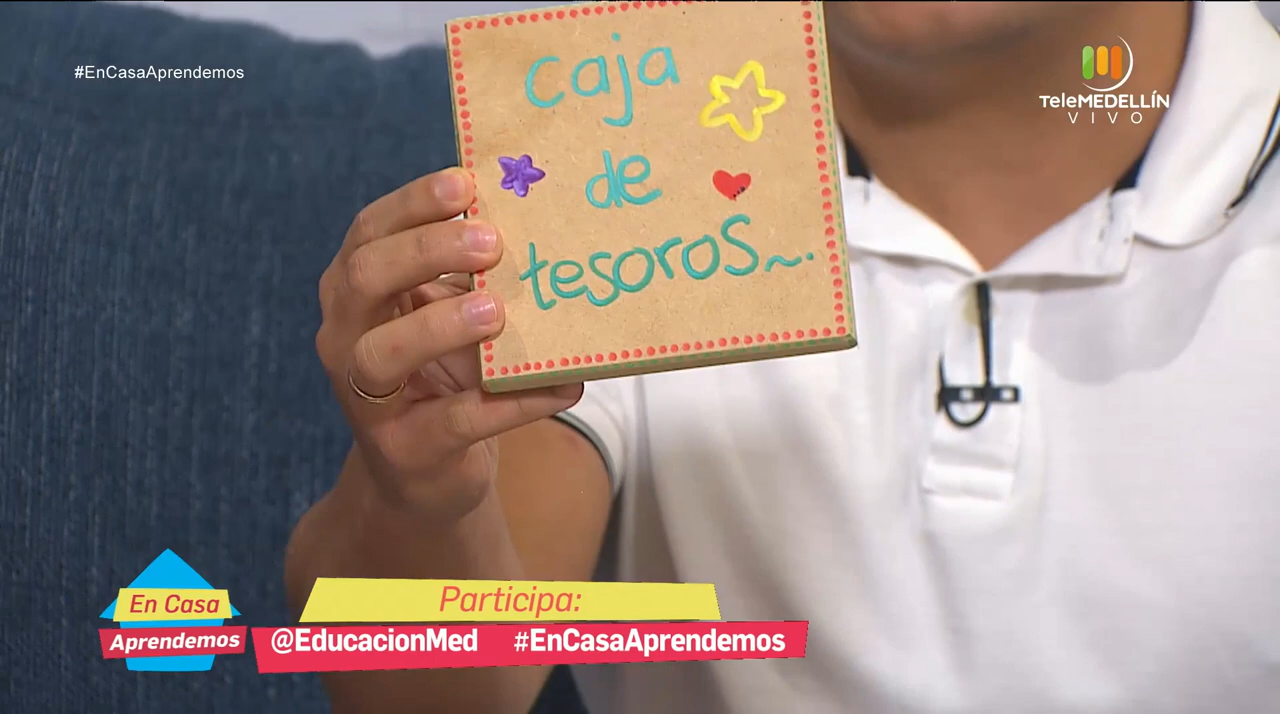 #EnCasaAprendemos
TeleMEDELLÍN
VIVO
caja
de
tesoros~.
En Casa
Aprendemos
Participa:
@EducacionMed #EnCasaAprendemos